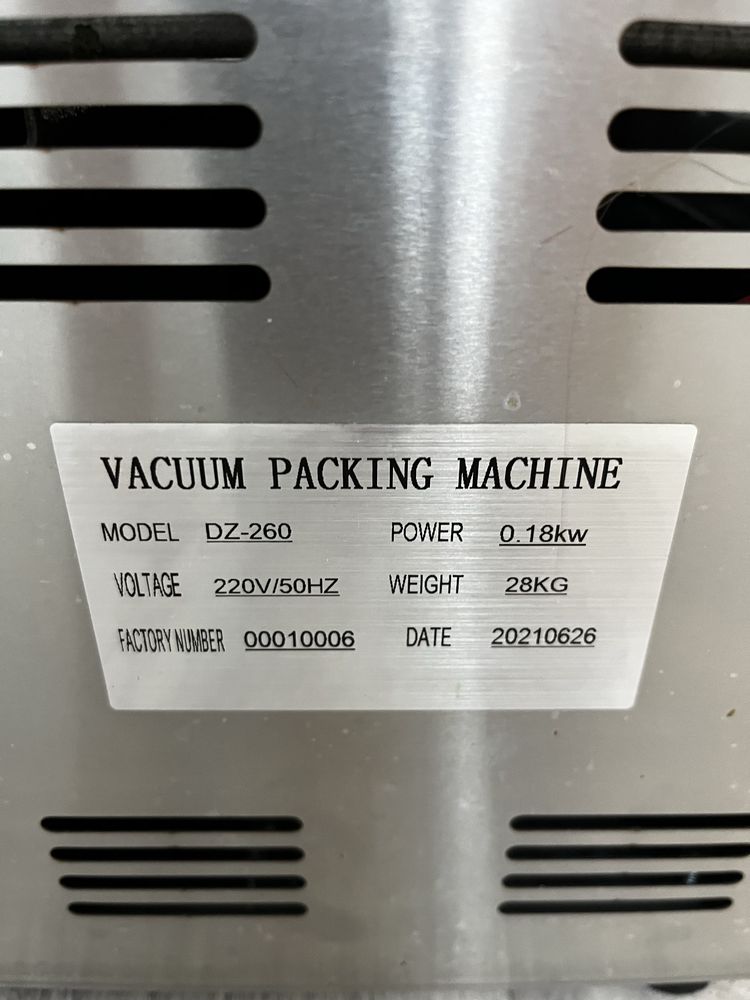 VACUUM PACKING MACHINE
MODEL DZ-260 POWER 0.18kw
VOLTAGE 220V/50HZ WEIGHT 28KG
FACTORY NUMBER 00010006 DATE 20210626